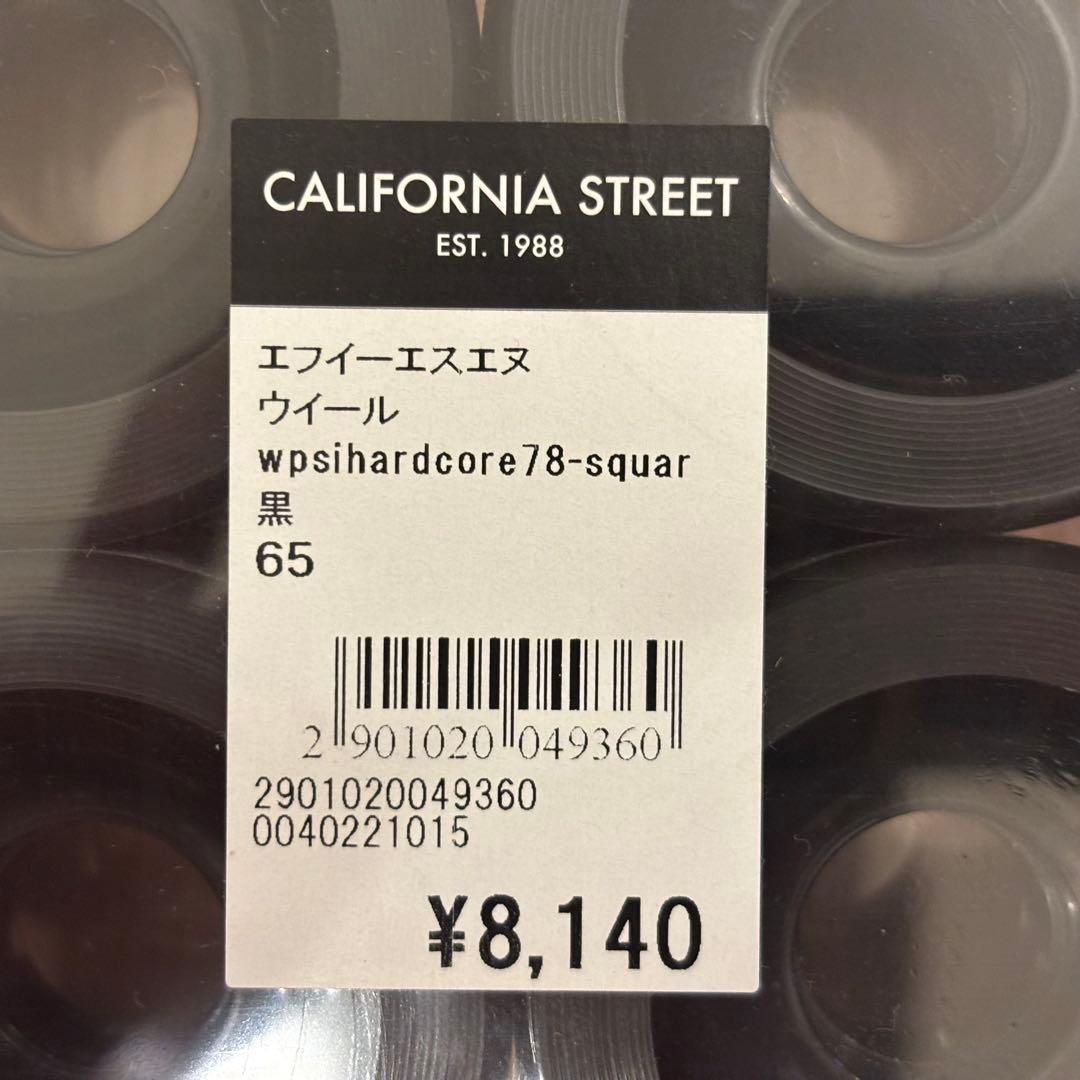 CALIFORNIA STREET
EST. 1988
エフイーエスエヌ
ウイール
wpsihardcore78-squar
黒
65
2 901020 049360
2901020049360
0040221015
¥8,140